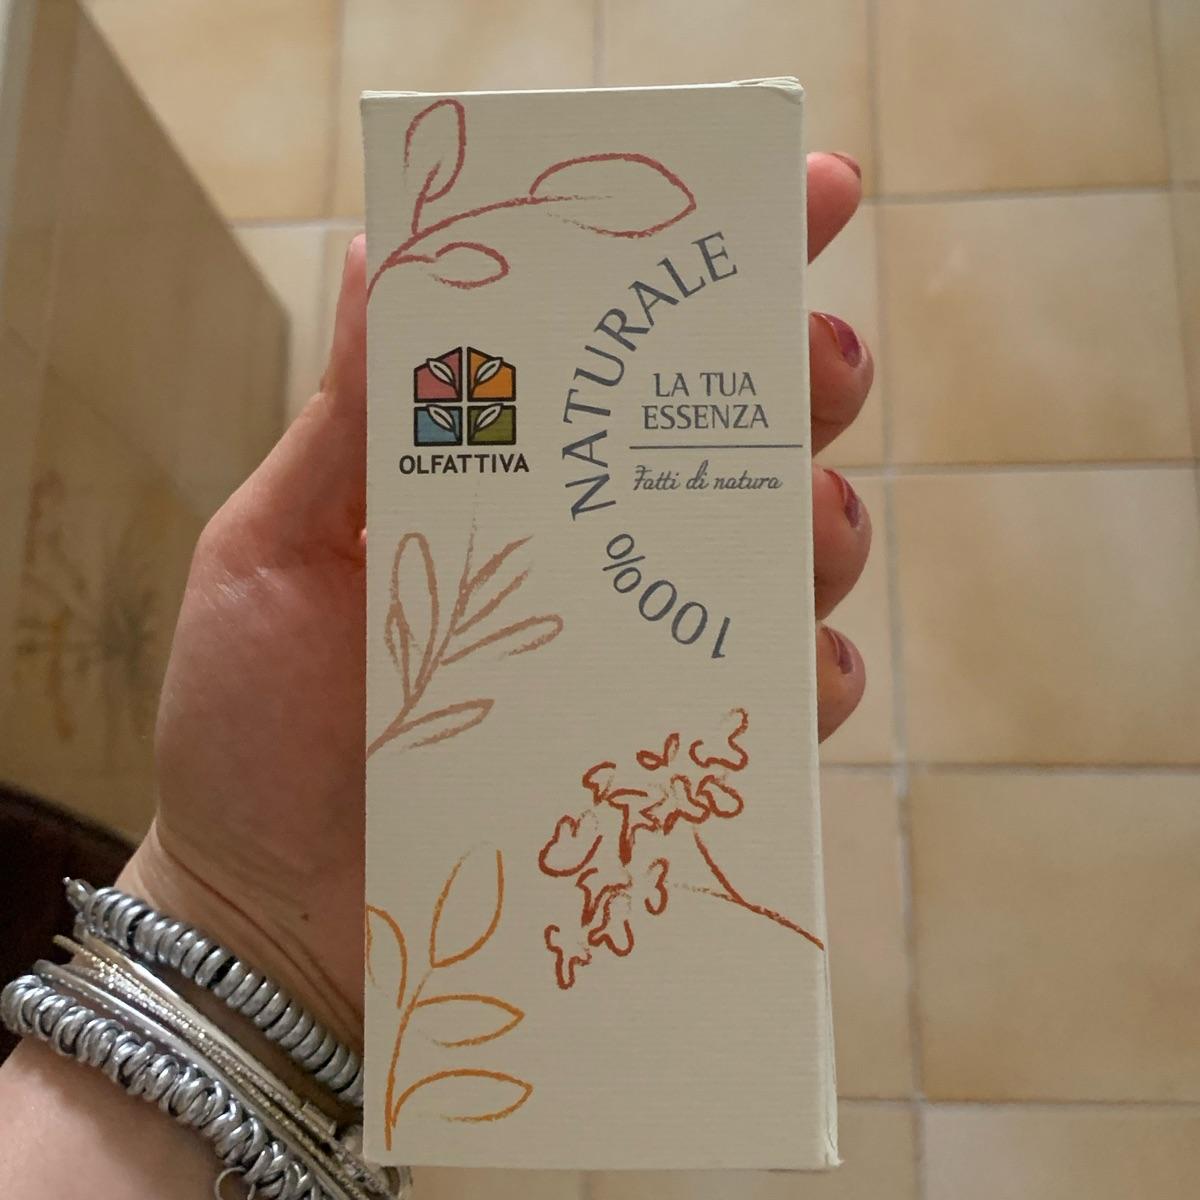 OLFATTIVA
100% NATURALE
LA TUA
ESSENZA
Fatti di natura